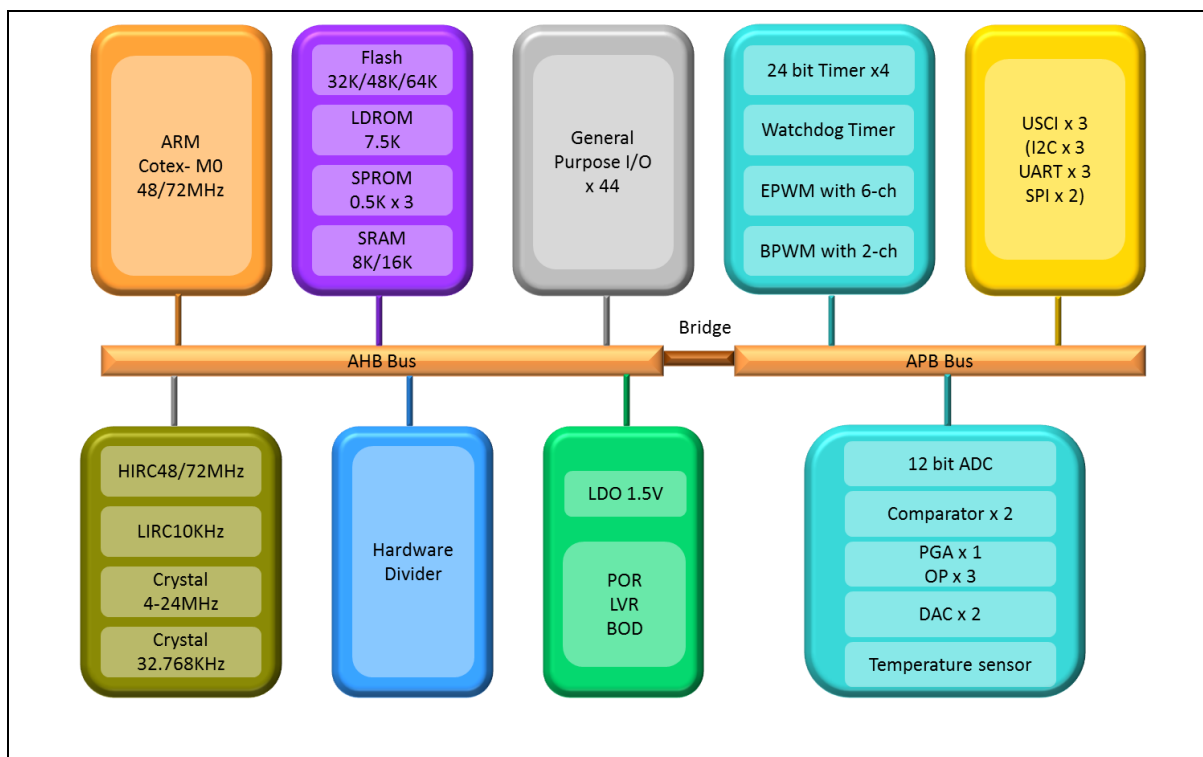 ARM
Cotex- M0
48/72MHz
Flash
32K/48K/64K
LDROM
7.5K
SPROM
0.5K x 3
SRAM
8K/16K
General
Purpose I/O
x 44
24 bit Timer x4
Watchdog Timer
EPWM with 6-ch
BPWM with 2-ch
USCI x 3
(I2C x 3
UART x 3
SPI x 2)
Bridge
AHB Bus
APB Bus
HIRC48/72MHz
LIRC10KHz
Crystal
4-24MHz
Crystal
32.768KHz
Hardware
Divider
LDO 1.5V
POR
LVR
BOD
12 bit ADC
Comparator x 2
PGA x 1
OP x 3
DAC x 2
Temperature sensor